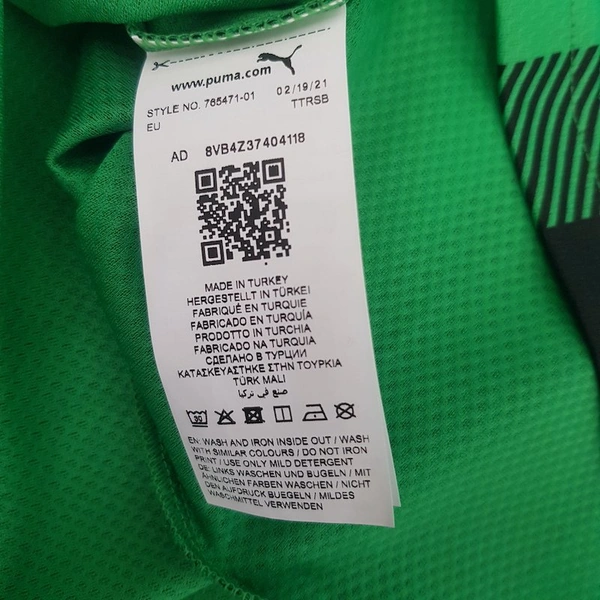 www.puma.com
STYLE NO. 765471-01 02/19/21
EU TTRSB
AD 8VB4Z37404118
MADE IN TURKEY
HERGESTELLT IN TÜRKEI
FABRIQUÉ EN TURQUIE
FABRICADO EN TURQUÍA
PRODOTTO IN TURCHIA
FABRICADO NA TURQUIA
СДЕЛАНО В ТУРЦИИ
ΚΑΤΑΣΚΕΥΑΣΤΗΚΕ ΣΤΗΝ ΤΟΥΡΚΙΑ
TÜRK MALI
صنع في تركيا
EN: WASH AND IRON INSIDE OUT / WASH
WITH SIMILAR COLOURS / DO NOT IRON
PRINT / USE ONLY MILD DETERGENT
DE: LINKS WASCHEN UND BÜGELN / MIT
ÄHNLICHEN FARBEN WASCHEN / NICHT
DEN AUFDRUCK BUEGELN / MILDES
WASCHMITTEL VERWENDEN